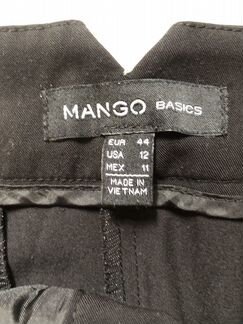 MANGO BASICS
EUR 44
USA 12
MEX 11
MADE IN
VIETNAM